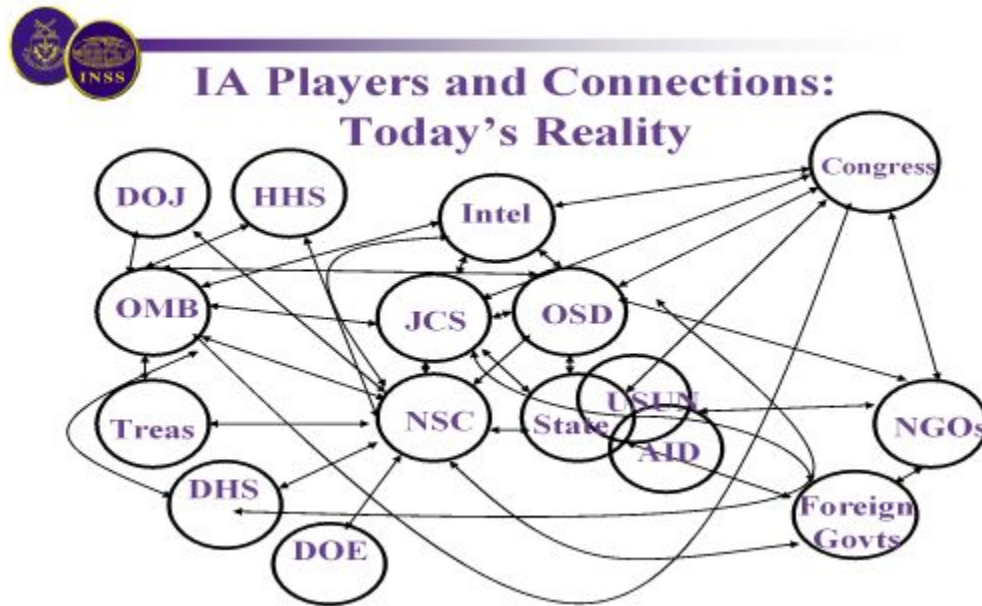 INSS
IA Players and Connections:
Today's Reality
Congress
DOJ
HHS
Intel
OMB
JCS
OSD
Treas
NSC
State
USUN
AID
NGOs
DHS
DOE
Foreign
Govts